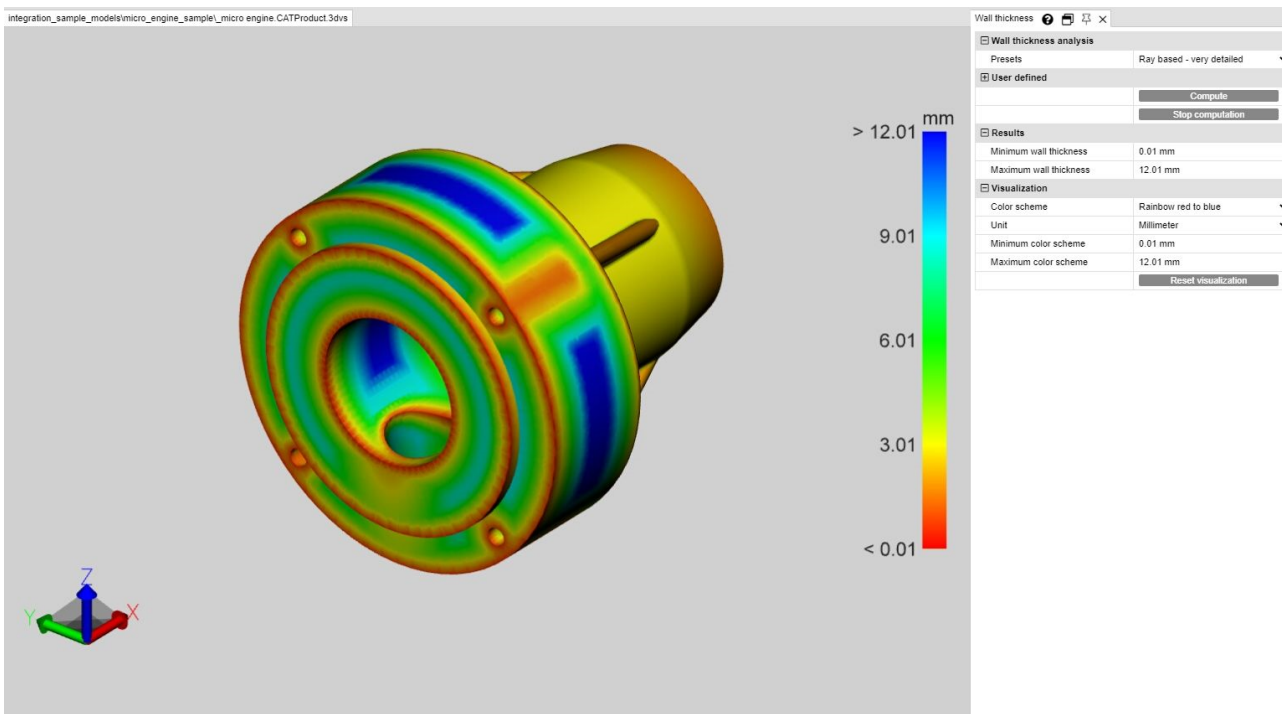 integration_sample_models\micro_engine_sample\_micro engine.CATProduct.3dvs
mm
> 12.01
9.01
6.01
3.01
< 0.01
Z
Y
X
Wall thickness
Wall thickness analysis
Presets Ray based - very detailed
User defined
Compute
Stop computation
Results
Minimum wall thickness 0.01 mm
Maximum wall thickness 12.01 mm
Visualization
Color scheme Rainbow red to blue
Unit Millimeter
Minimum color scheme 0.01 mm
Maximum color scheme 12.01 mm
Reset visualization